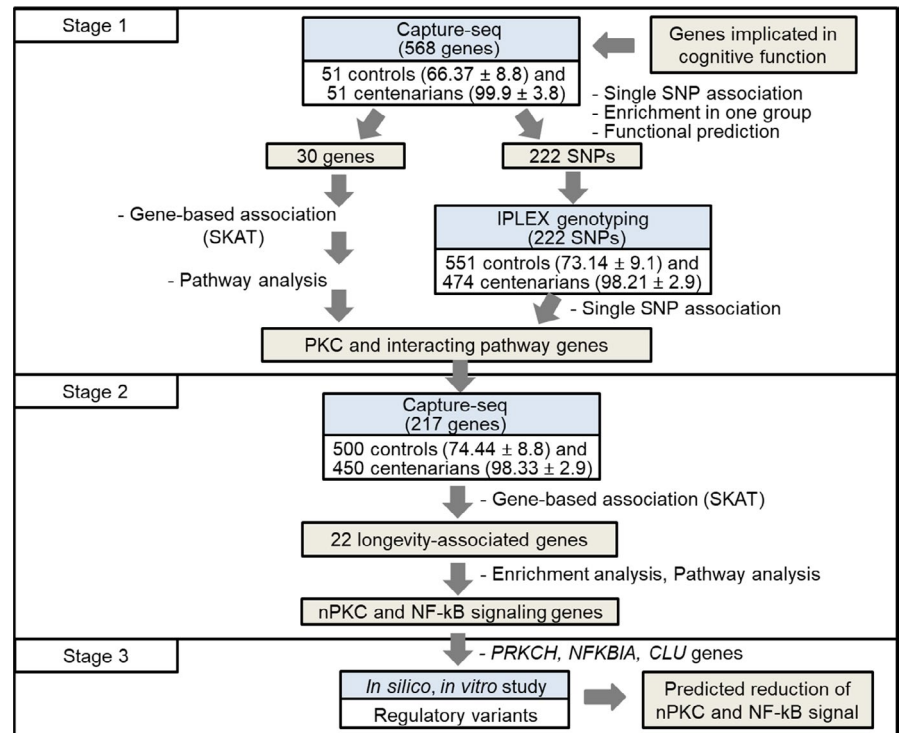 Stage 1
Capture-seq
(568 genes)
51 controls (66.37 ± 8.8) and
51 centenarians (99.9 ± 3.8)
Genes implicated in
cognitive function
- Single SNP association
- Enrichment in one group
- Functional prediction
30 genes
222 SNPs
- Gene-based association
(SKAT)
- Pathway analysis
IPLEX genotyping
(222 SNPs)
551 controls (73.14 ± 9.1) and
474 centenarians (98.21 ± 2.9)
- Single SNP association
PKC and interacting pathway genes
Stage 2
Capture-seq
(217 genes)
500 controls (74.44 ± 8.8) and
450 centenarians (98.33 ± 2.9)
- Gene-based association (SKAT)
22 longevity-associated genes
- Enrichment analysis, Pathway analysis
nPKC and NF-kB signaling genes
Stage 3
- PRKCH, NFKBIA, CLU genes
In silico, in vitro study
Regulatory variants
Predicted reduction of
nPKC and NF-kB signal